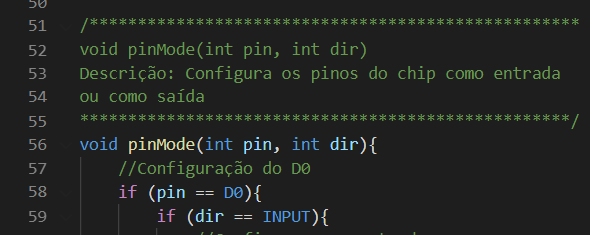 50
51 /***************************************************
52 void pinMode(int pin, int dir)
53 Descrição: Configura os pinos do chip como entrada
54 ou como saída
55 ***************************************************/
56 void pinMode(int pin, int dir){
57 //Configuração do D0
58 if (pin == D0){
59 if (dir == INPUT){